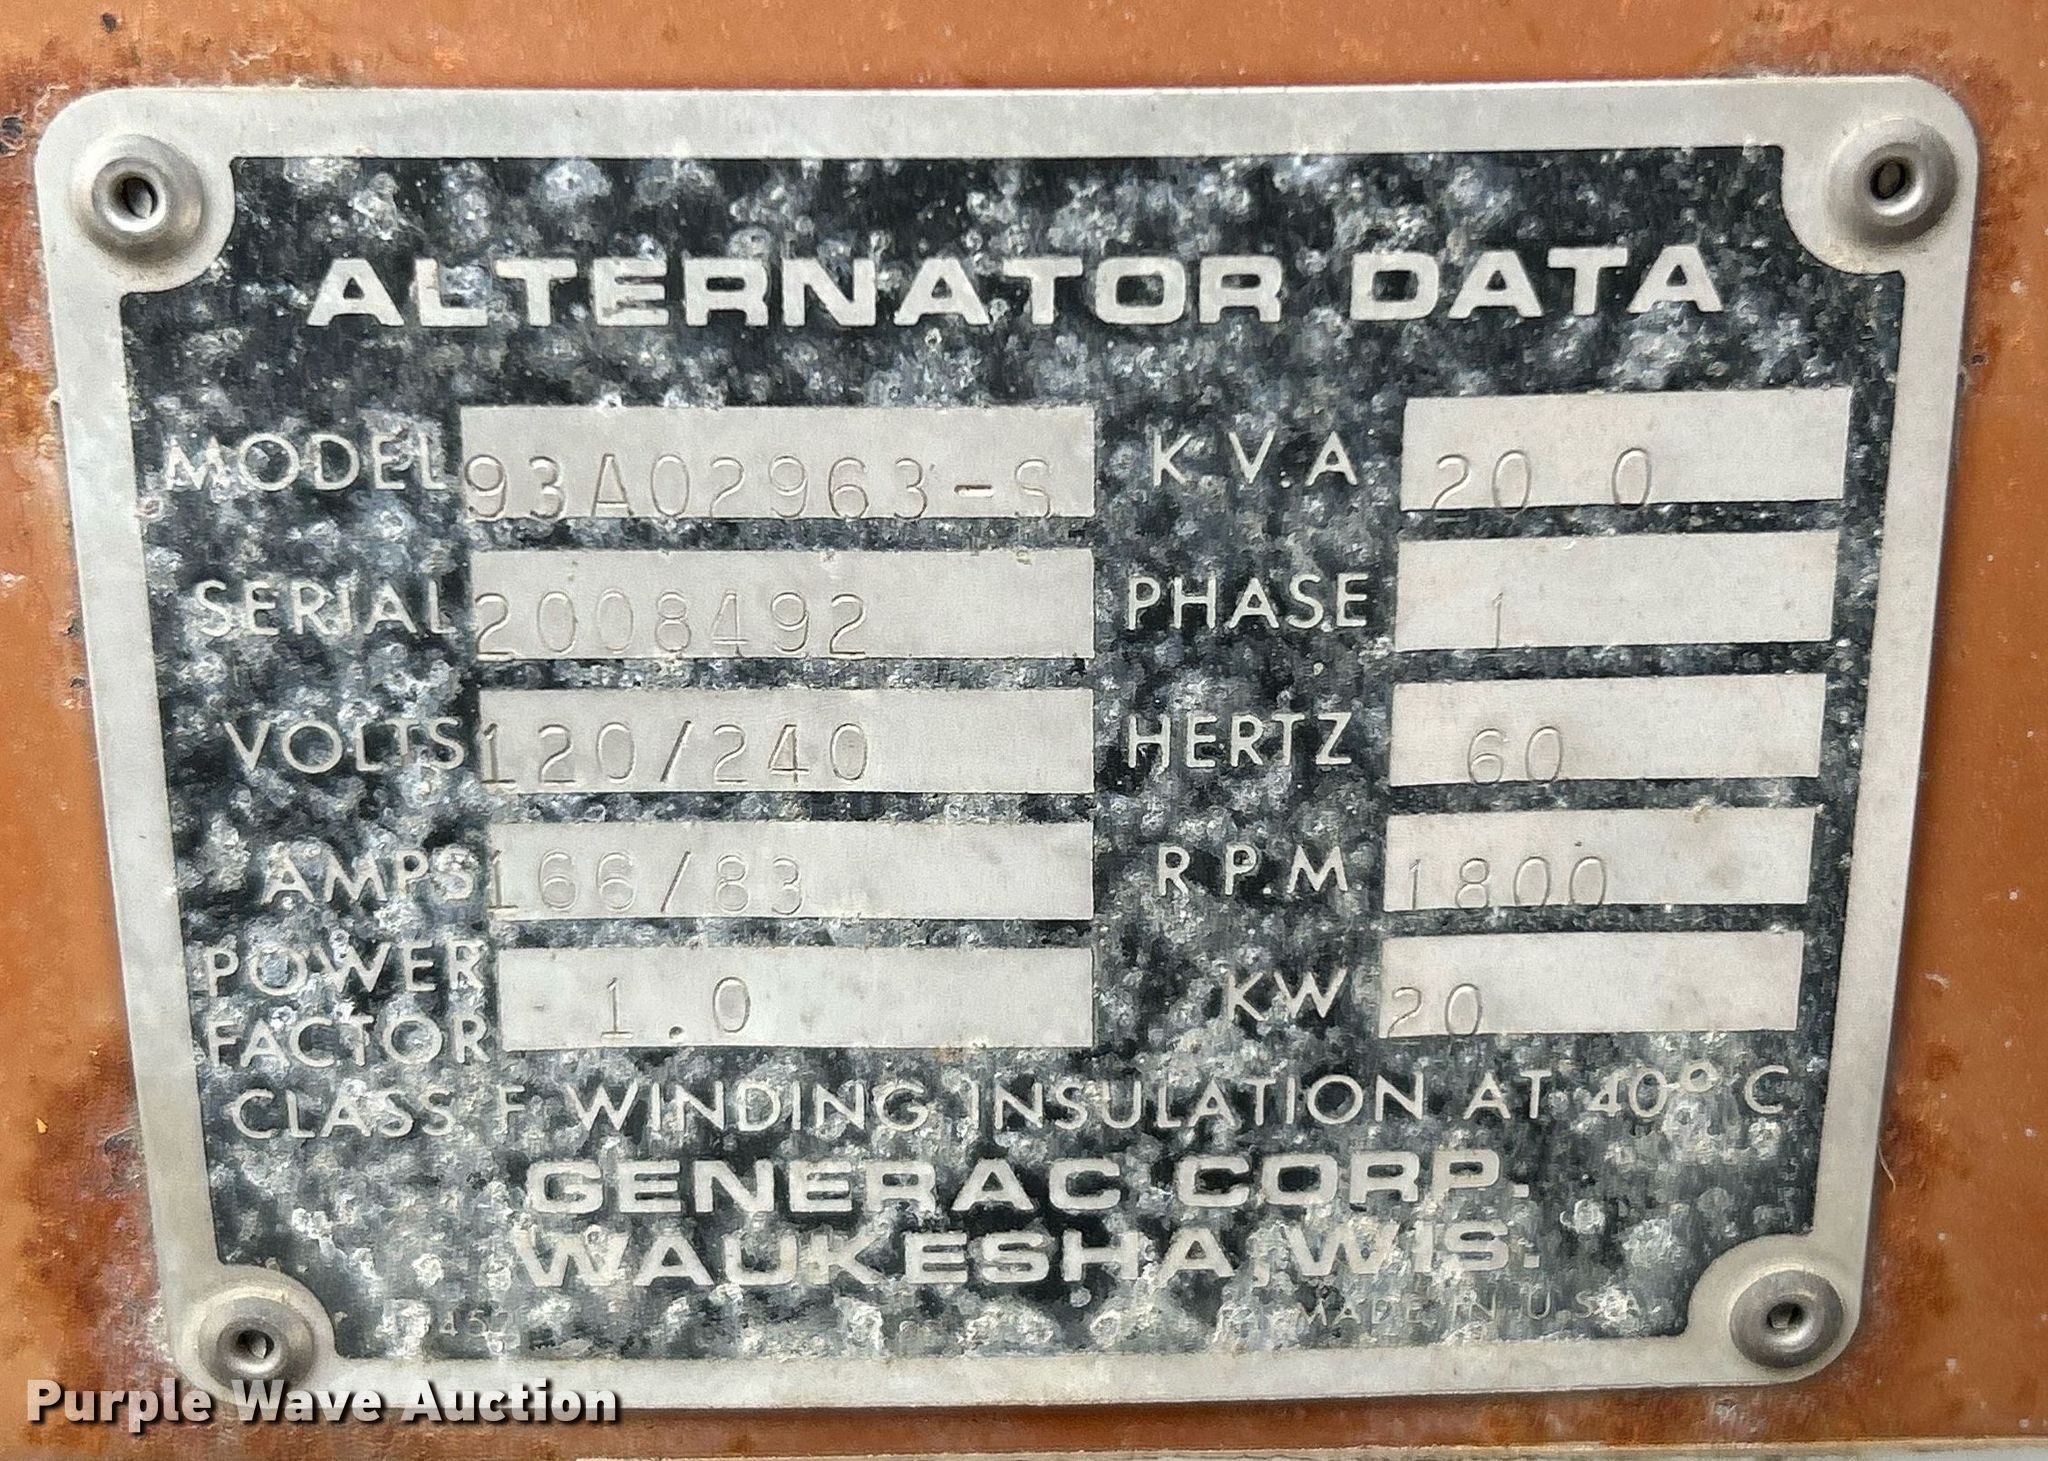 ALTERNATOR DATA
MODEL 93A02963-S K.V.A. 20 0
SERIAL 2008492 PHASE 1
VOLTS 120/240 HERTZ 60
AMPS 166/83 R.P.M. 1800
POWER FACTOR 1.0 KW 20
CLASS F WINDING INSULATION AT 40° C
GENERAC CORP.
WAUKESHA, WIS.
MADE IN U.S.A.
Purple Wave Auction